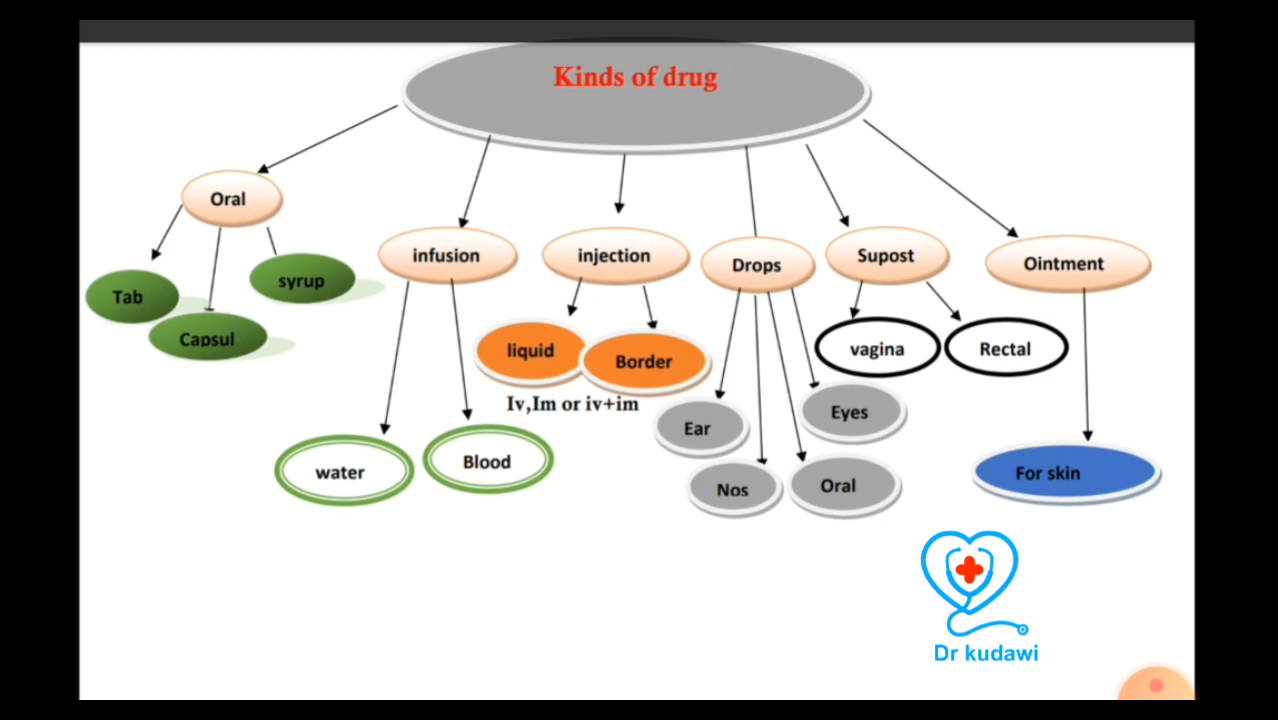 Kinds of drug
Oral
infusion
injection
Drops
Supost
Ointment
Tab
Capsul
syrup
water
Blood
liquid
Border
Iv,Im or iv+im
Ear
Nos
Oral
Eyes
vagina
Rectal
For skin
Dr kudawi